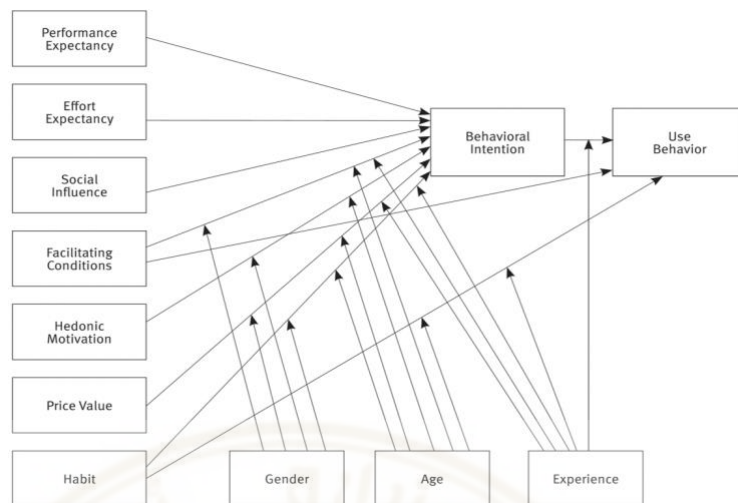 Performance
Expectancy
Effort
Expectancy
Social
Influence
Facilitating
Conditions
Hedonic
Motivation
Price Value
Habit
Behavioral
Intention
Use
Behavior
Gender
Age
Experience